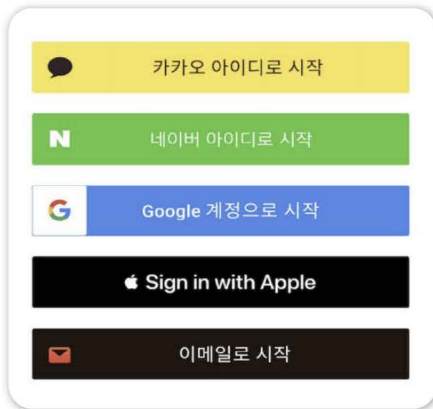 카카오 아이디로 시작
N 네이버 아이디로 시작
G Google 계정으로 시작
Sign in with Apple
이메일로 시작